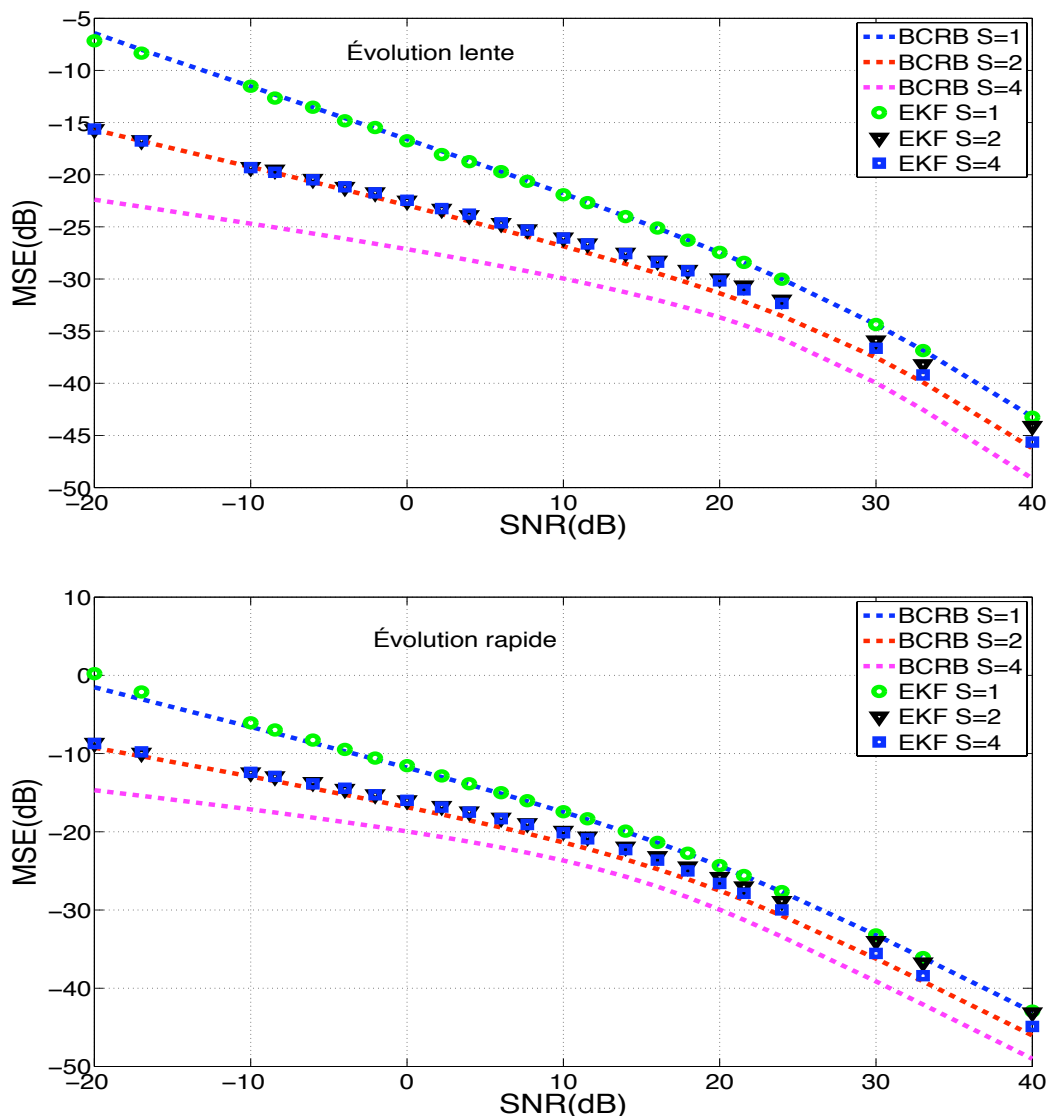 −5
−10
−15
−20
−25
−30
−35
−40
−45
−50
MSE(dB)
Évolution lente
BCRB S=1
BCRB S=2
BCRB S=4
EKF S=1
EKF S=2
EKF S=4
−20
−10
0
10
20
30
40
SNR(dB)
10
0
−10
−20
−30
−40
−50
MSE(dB)
Évolution rapide
BCRB S=1
BCRB S=2
BCRB S=4
EKF S=1
EKF S=2
EKF S=4
−20
−10
0
10
20
30
40
SNR(dB)